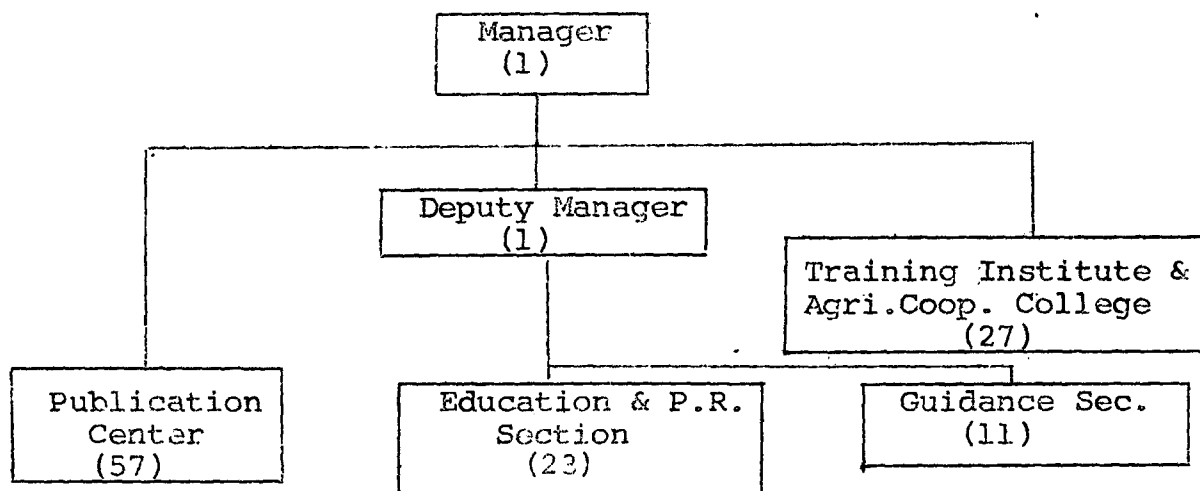 Manager
(1)
Deputy Manager
(1)
Training Institute &
Agri.Coop. College
(27)
Publication
Center
(57)
Education & P.R.
Section
(23)
Guidance Sec.
(11)